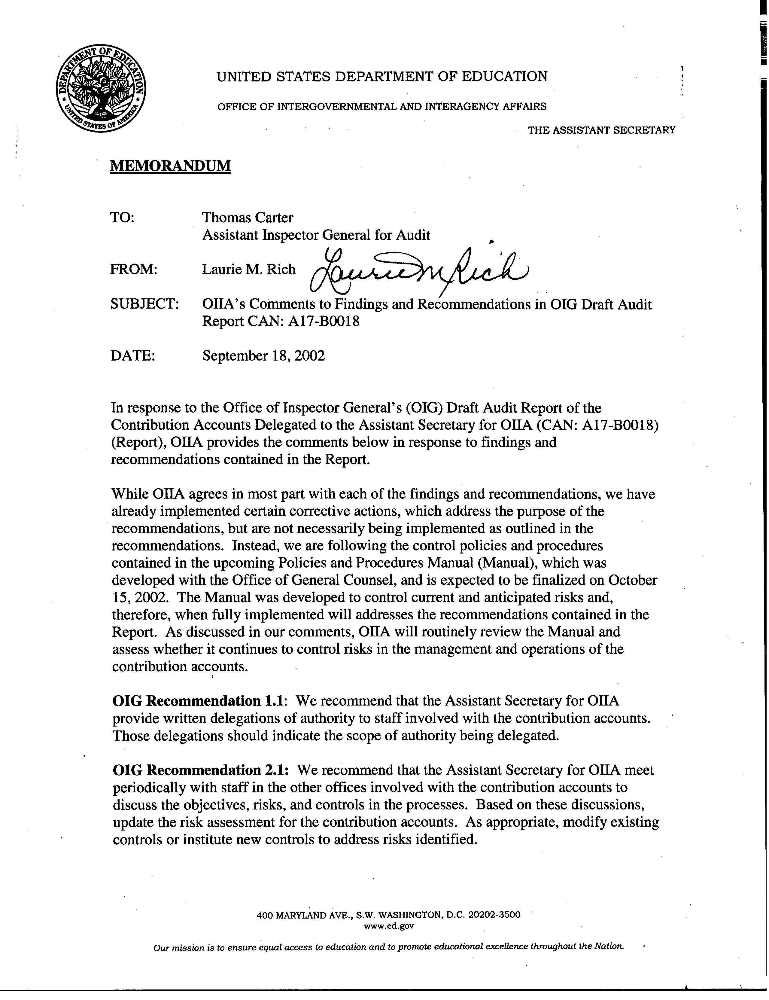 DEPARTMENT OF EDUCATION
UNITED STATES OF AMERICA
UNITED STATES DEPARTMENT OF EDUCATION
OFFICE OF INTERGOVERNMENTAL AND INTERAGENCY AFFAIRS
THE ASSISTANT SECRETARY
MEMORANDUM
TO: Thomas Carter
Assistant Inspector General for Audit
FROM: Laurie M. Rich Laurie M Rich
SUBJECT: OIIA's Comments to Findings and Recommendations in OIG Draft Audit
Report CAN: A17-B0018
DATE: September 18, 2002
In response to the Office of Inspector General's (OIG) Draft Audit Report of the
Contribution Accounts Delegated to the Assistant Secretary for OIIA (CAN: A17-B0018)
(Report), OIIA provides the comments below in response to findings and
recommendations contained in the Report.
While OIIA agrees in most part with each of the findings and recommendations, we have
already implemented certain corrective actions, which address the purpose of the
recommendations, but are not necessarily being implemented as outlined in the
recommendations. Instead, we are following the control policies and procedures
contained in the upcoming Policies and Procedures Manual (Manual), which was
developed with the Office of General Counsel, and is expected to be finalized on October
15, 2002. The Manual was developed to control current and anticipated risks and,
therefore, when fully implemented will addresses the recommendations contained in the
Report. As discussed in our comments, OIIA will routinely review the Manual and
assess whether it continues to control risks in the management and operations of the
contribution accounts.
OIG Recommendation 1.1: We recommend that the Assistant Secretary for OIIA
provide written delegations of authority to staff involved with the contribution accounts.
Those delegations should indicate the scope of authority being delegated.
OIG Recommendation 2.1: We recommend that the Assistant Secretary for OIIA meet
periodically with staff in the other offices involved with the contribution accounts to
discuss the objectives, risks, and controls in the processes. Based on these discussions,
update the risk assessment for the contribution accounts. As appropriate, modify existing
controls or institute new controls to address risks identified.
400 MARYLAND AVE., S.W. WASHINGTON, D.C. 20202-3500
www.ed.gov
Our mission is to ensure equal access to education and to promote educational excellence throughout the Nation.